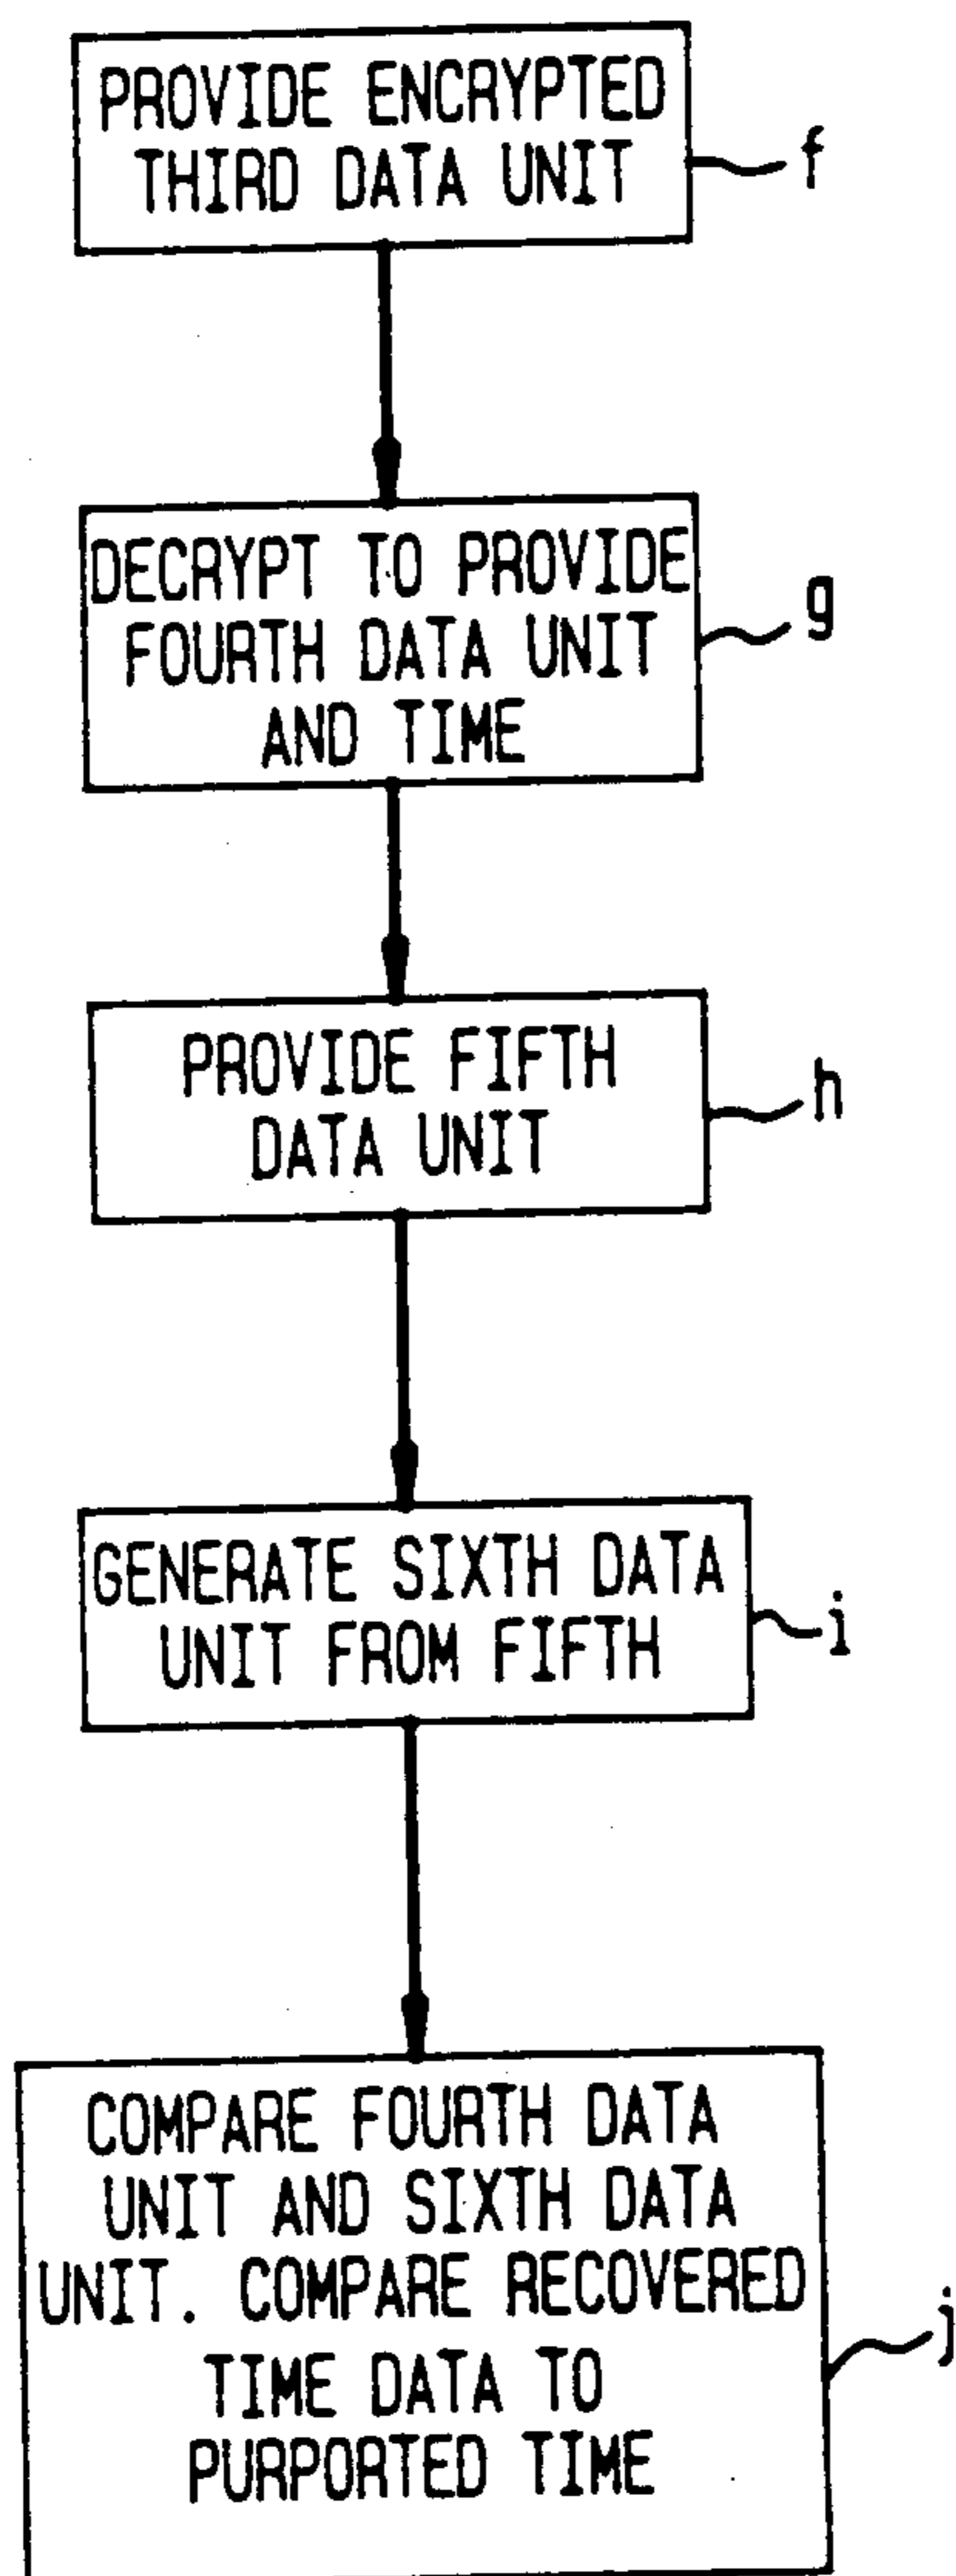 PROVIDE ENCRYPTED
THIRD DATA UNIT
f
DECRYPT TO PROVIDE
FOURTH DATA UNIT
AND TIME
g
PROVIDE FIFTH
DATA UNIT
h
GENERATE SIXTH DATA
UNIT FROM FIFTH
i
COMPARE FOURTH DATA
UNIT AND SIXTH DATA
UNIT. COMPARE RECOVERED
TIME DATA TO
PURPORTED TIME
j